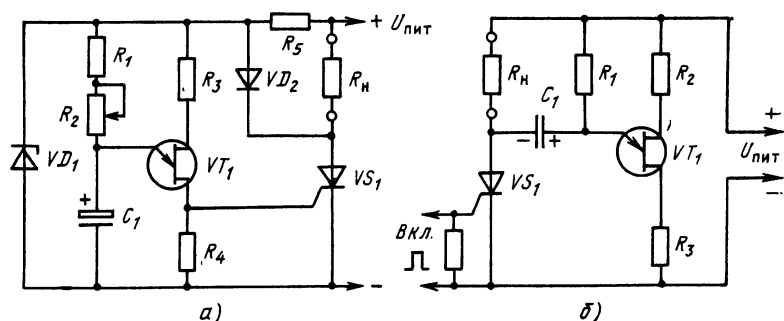 R1
R2
VD1
C1
+
R3
VT1
R4
VD2
R5
Rн
VS1
+ Uпит
−
а)
Rн
C1
− +
R1
R2
VT1
VS1
Вкл.
R3
+
Uпит
−
б)